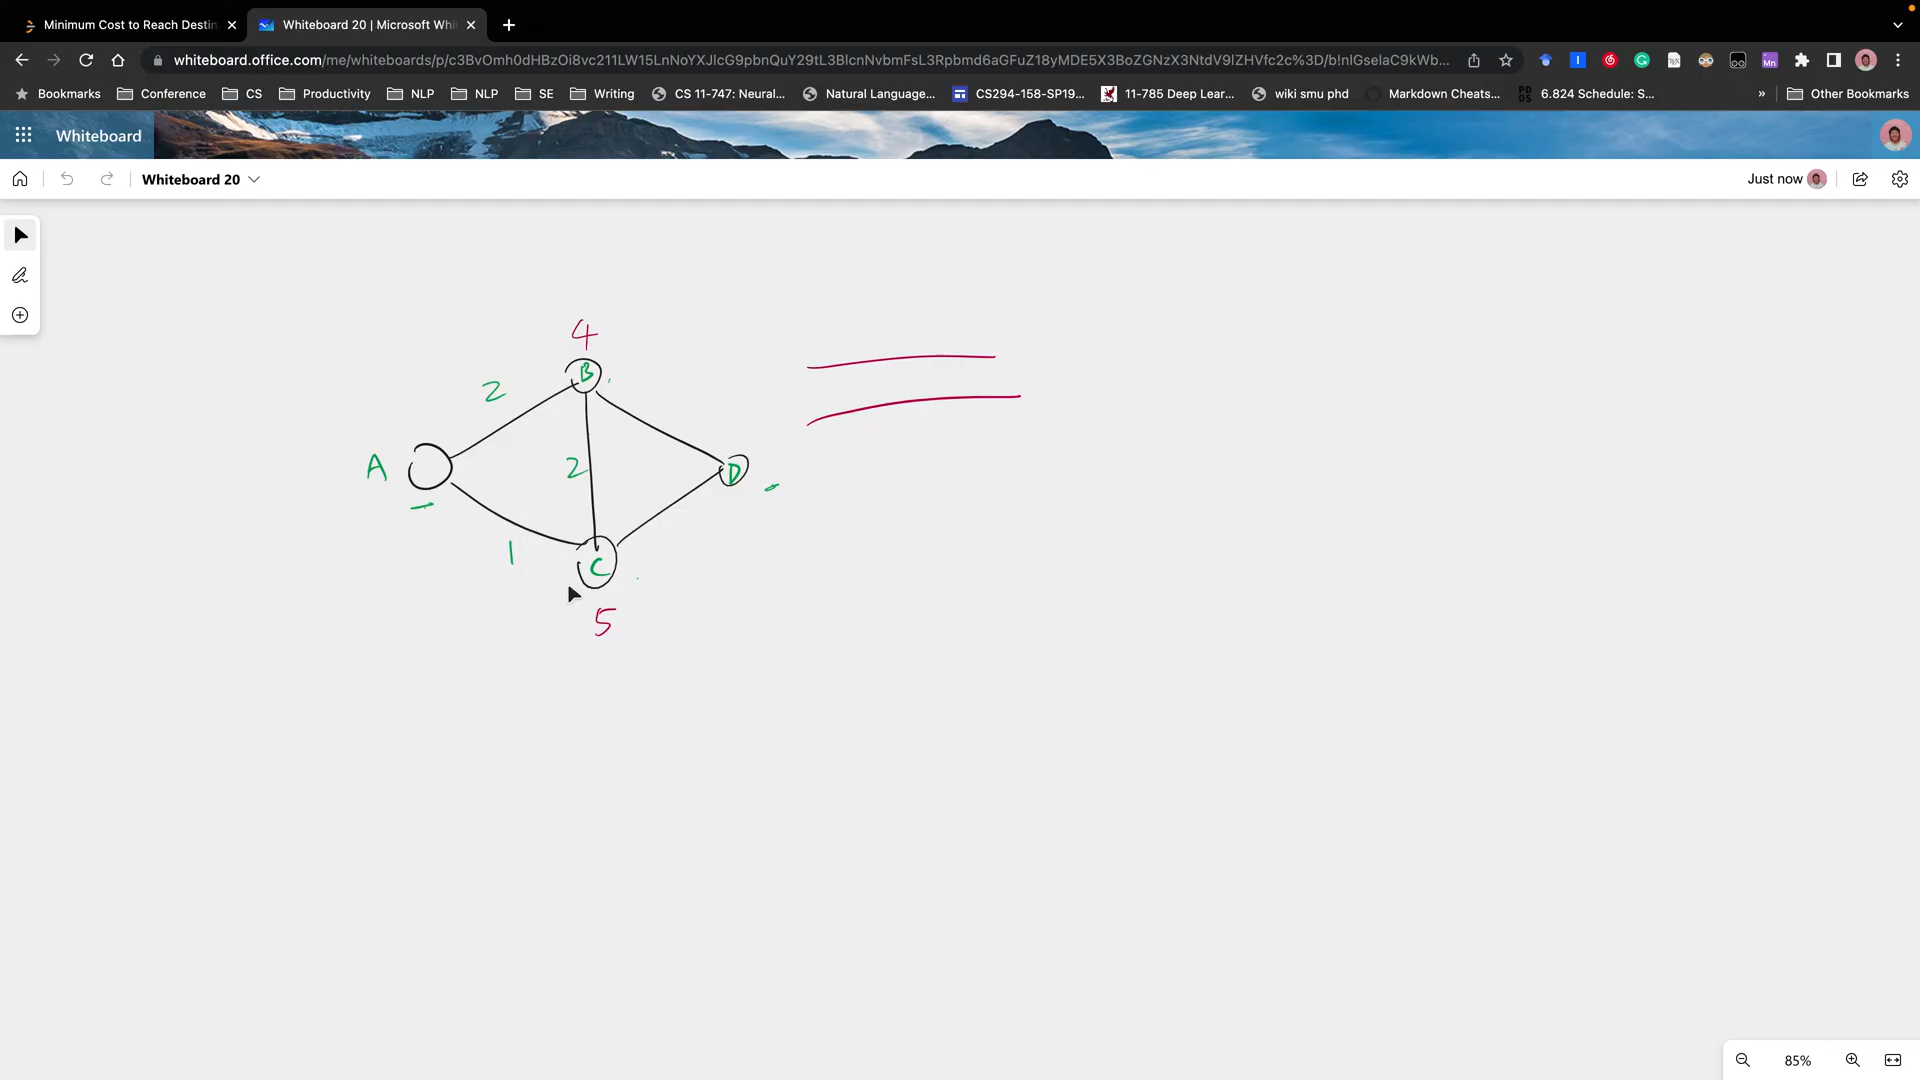 Minimum Cost to Reach Destin
Whiteboard 20 | Microsoft Whi
whiteboard.office.com/me/whiteboards/p/c3BvOmh0dHBzOi8vc211LW15LnNoYXJlcG9pbnQuY29tL3BlcnNvbmFsL3Rpbmd6aGFuZ18yMDE5X3BoZGNzX3NtdV9lZHVfc2c%3D/b!nIGselaC9kWb...
Bookmarks
Conference
CS
Productivity
NLP
NLP
SE
Writing
CS 11-747: Neural...
Natural Language...
CS294-158-SP19...
11-785 Deep Lear...
wiki smu phd
Markdown Cheats...
6.824 Schedule: S...
»
Other Bookmarks
Whiteboard
Whiteboard 20
Just now
4
B
2
A
2
D
1
C
5
85%